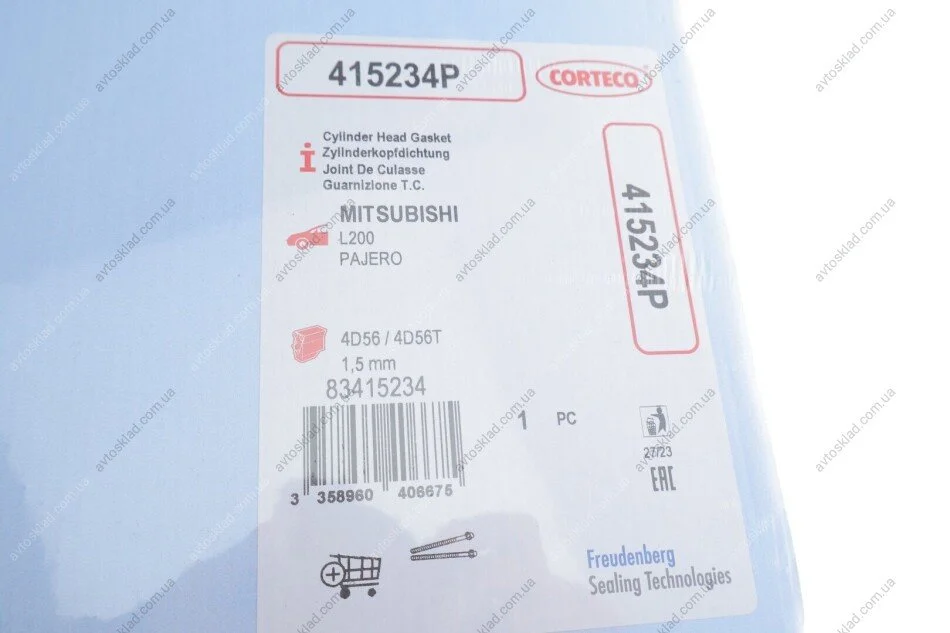 415234P
CORTECO
Cylinder Head Gasket
Zylinderkopfdichtung
Joint De Culasse
Guarnizione T.C.
MITSUBISHI
L200
PAJERO
415234P
4D56 / 4D56T
1,5 mm
83415234
1 PC
27/23
EAC
3 358960 406675
Freudenberg
Sealing Technologies
avtosklad.com.ua